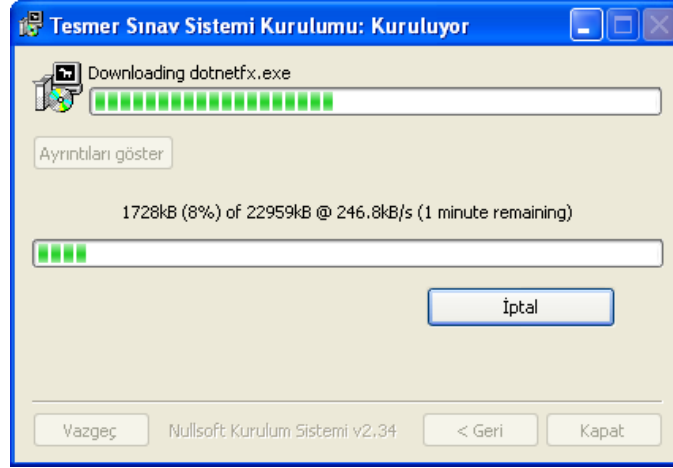 Tesmer Sınav Sistemi Kurulumu: Kuruluyor
Downloading dotnetfx.exe
Ayrıntıları göster
1728kB (8%) of 22959kB @ 246.8kB/s (1 minute remaining)
İptal
Vazgeç Nullsoft Kurulum Sistemi v2.34 < Geri Kapat